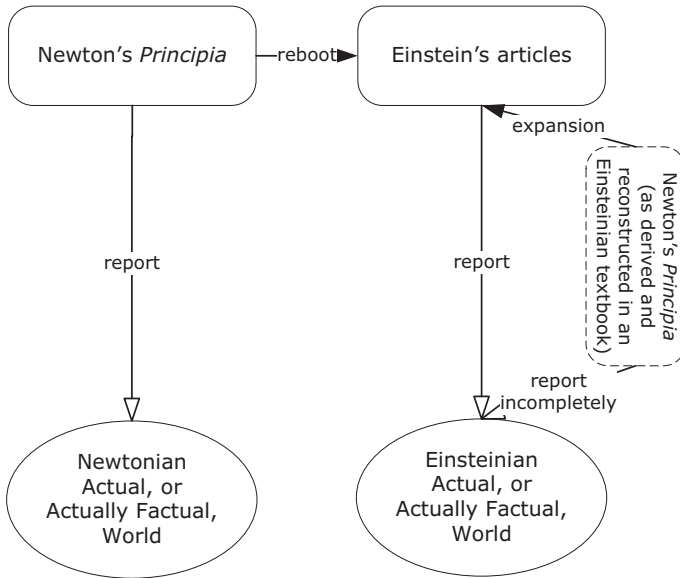 Newton’s Principia
reboot
Einstein’s articles
expansion
Newton’s Principia
(as derived and
reconstructed in an
Einsteinian textbook)
report
report
report
incompletely
Newtonian
Actual, or
Actually Factual,
World
Einsteinian
Actual, or
Actually Factual,
World